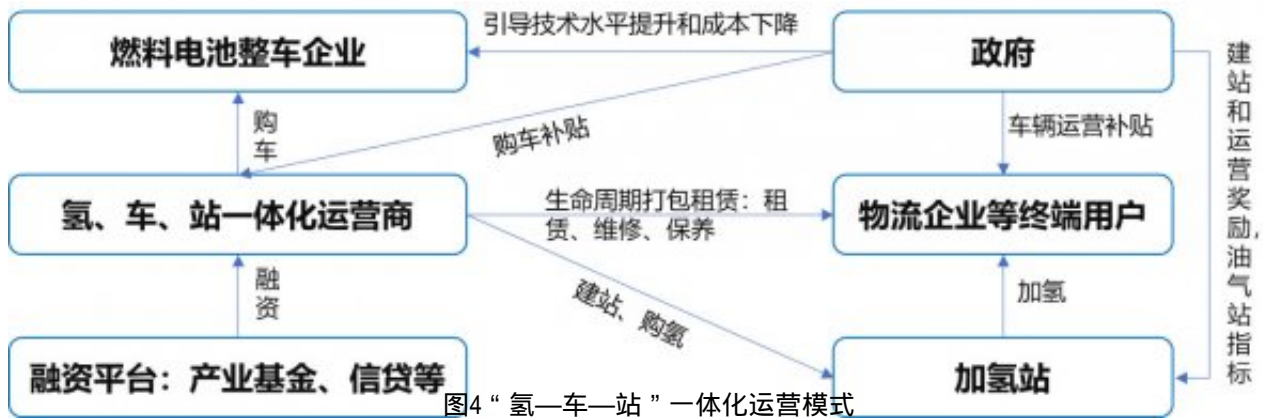 引导技术水平提升和成本下降
燃料电池整车企业
政府
购车
购车补贴
车辆运营补贴
建站和运营奖励,油气站指标
氢、车、站一体化运营商
生命周期打包租赁：租
赁、维修、保养
物流企业等终端用户
融资
建站、购氢
加氢
融资平台：产业基金、信贷等
加氢站
图4“氢—车—站”一体化运营模式